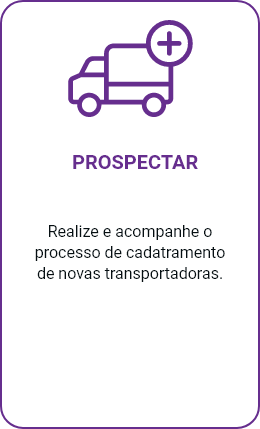 PROSPECTAR
Realize e acompanhe o
processo de cadatramento
de novas transportadoras.